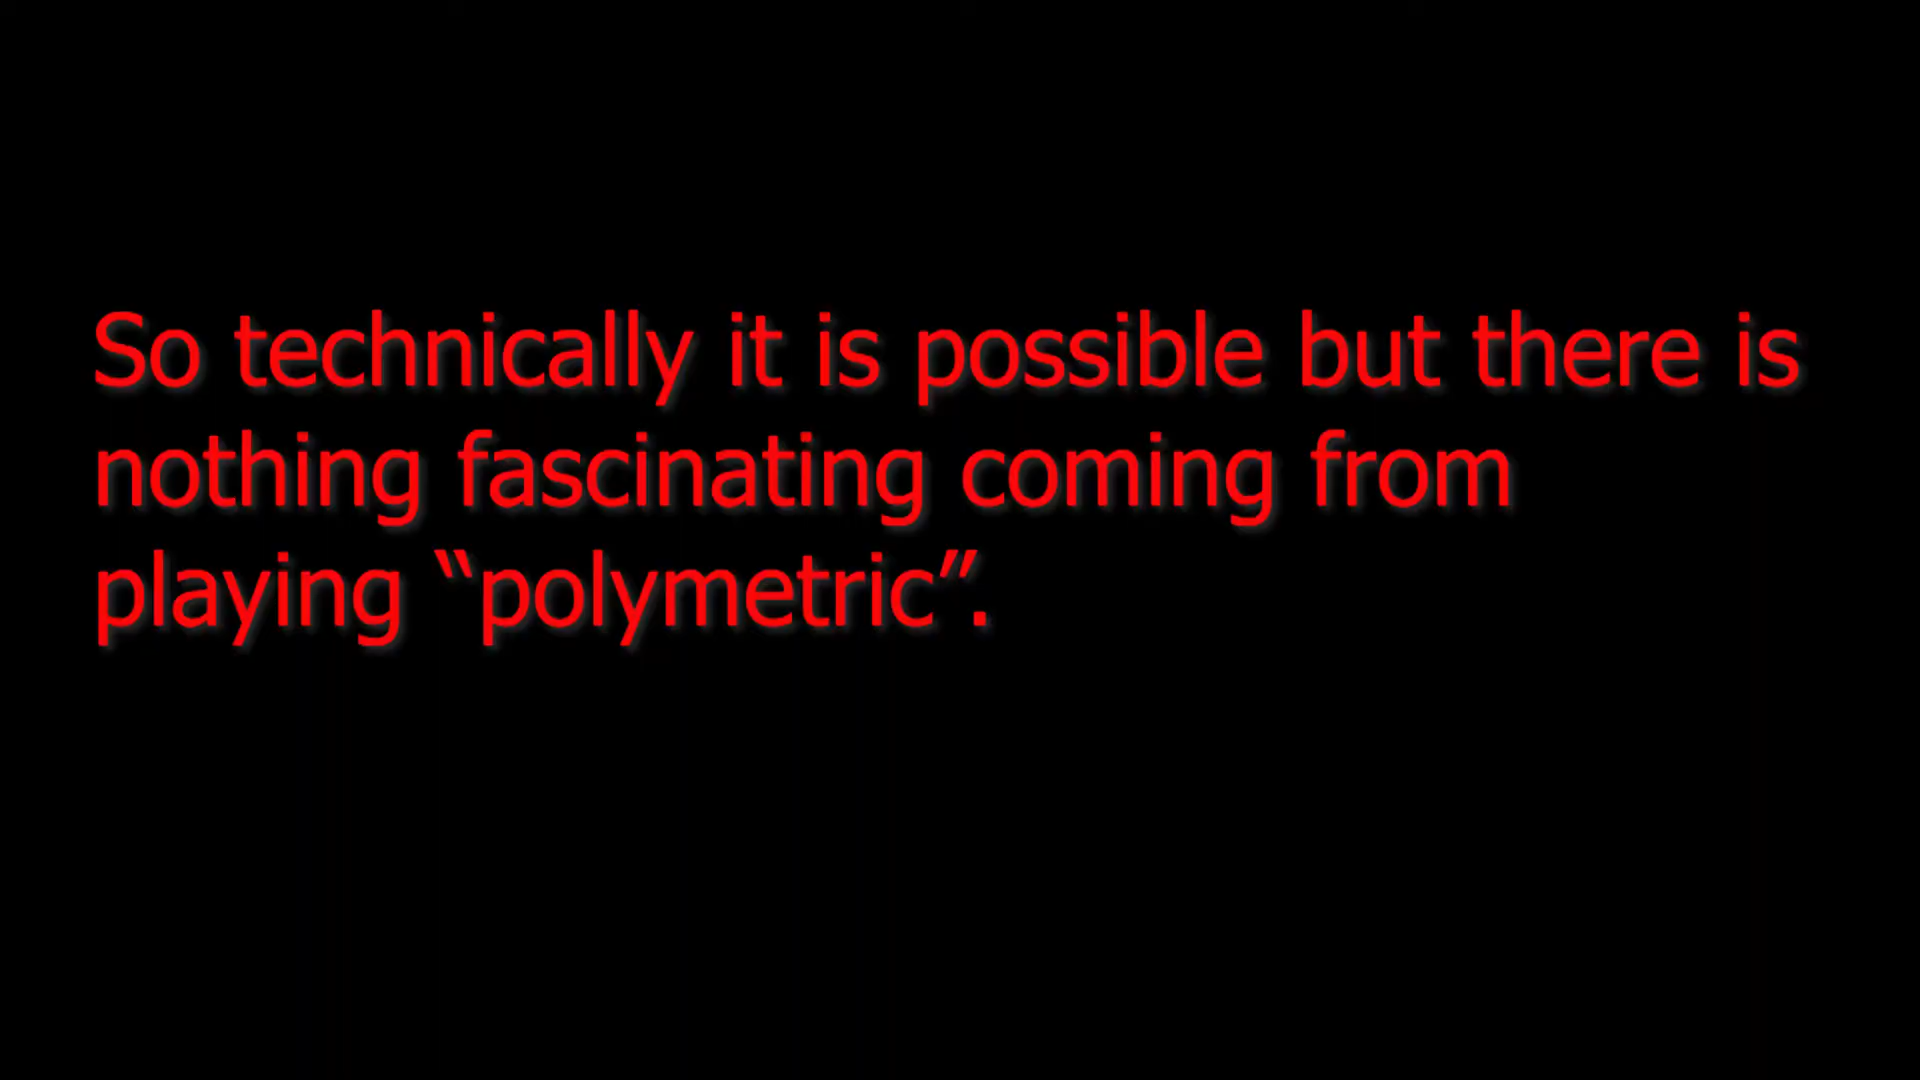 So technically it is possible but there is
nothing fascinating coming from
playing “polymetric”.